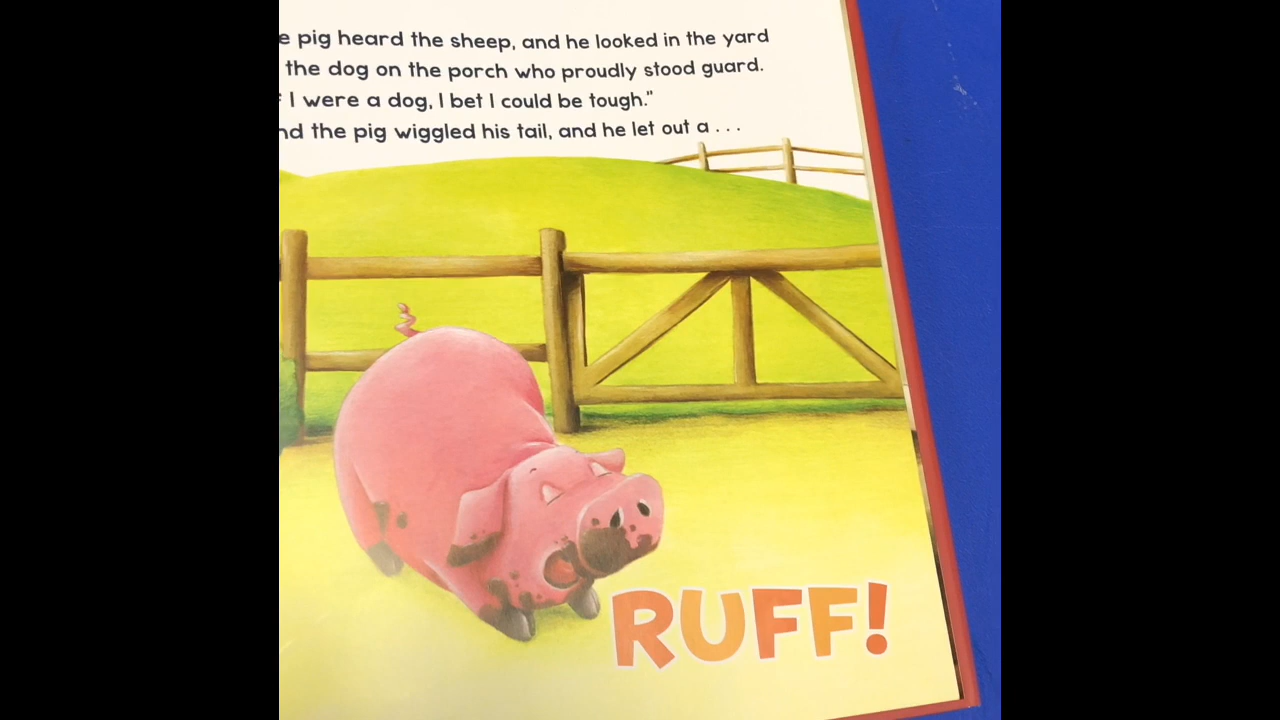 e pig heard the sheep, and he looked in the yard
the dog on the porch who proudly stood guard.
I were a dog, I bet I could be tough."
nd the pig wiggled his tail, and he let out a . . .
RUFF!